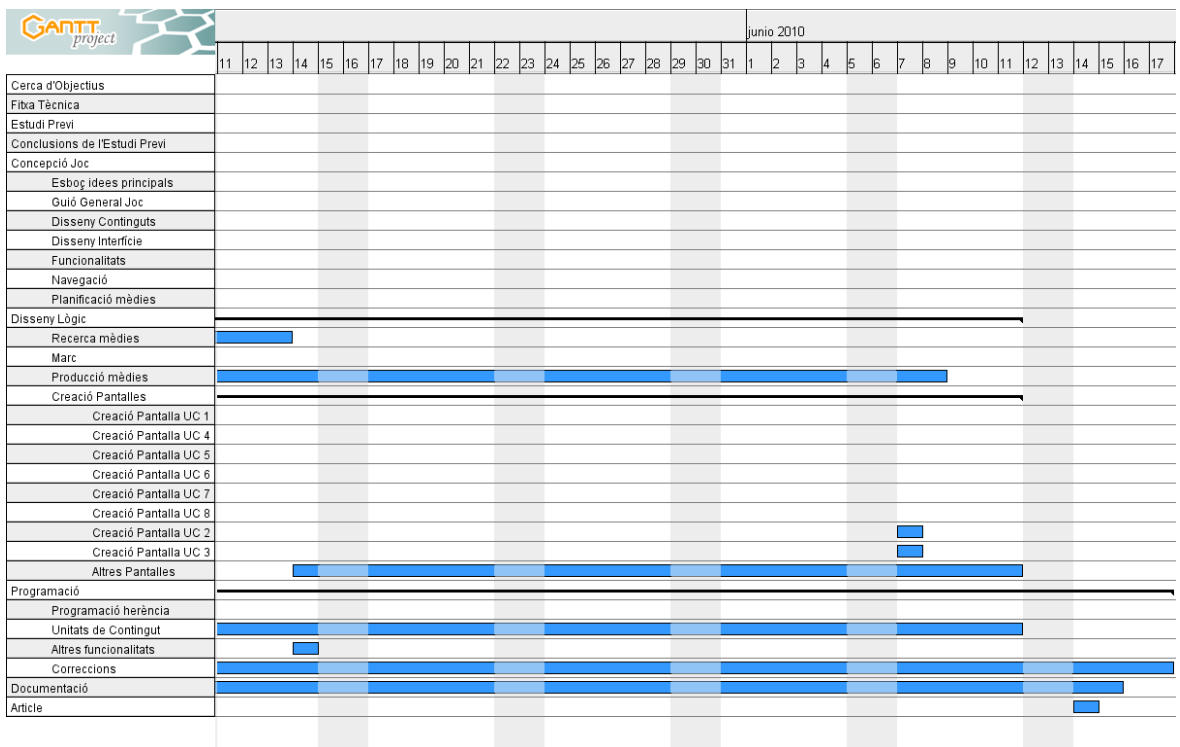 GANTT
project
junio 2010
11 12 13 14 15 16 17 18 19 20 21 22 23 24 25 26 27 28 29 30 31 1 2 3 4 5 6 7 8 9 10 11 12 13 14 15 16 17
Cerca d'Objectius
Fitxa Tècnica
Estudi Previ
Conclusions de l'Estudi Previ
Concepció Joc
Esboç idees principals
Guió General Joc
Disseny Continguts
Disseny Interfície
Funcionalitats
Navegació
Planificació mèdies
Disseny Lògic
Recerca mèdies
Marc
Producció mèdies
Creació Pantalles
Creació Pantalla UC 1
Creació Pantalla UC 4
Creació Pantalla UC 5
Creació Pantalla UC 6
Creació Pantalla UC 7
Creació Pantalla UC 8
Creació Pantalla UC 2
Creació Pantalla UC 3
Altres Pantalles
Programació
Programació herència
Unitats de Contingut
Altres funcionalitats
Correccions
Documentació
Article